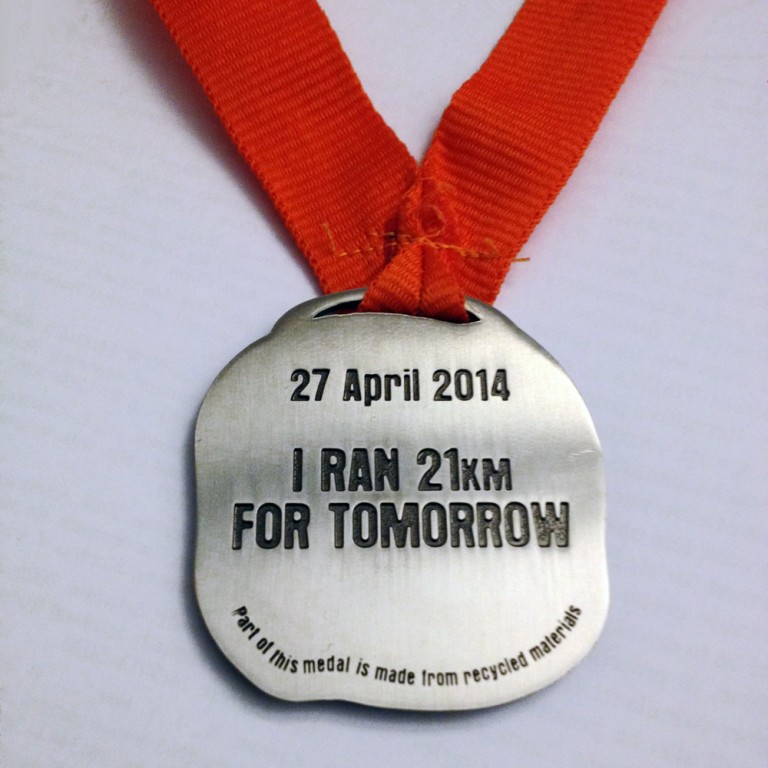 27 April 2014
I RAN 21KM
FOR TOMORROW
Part of this medal is made from recycled materials